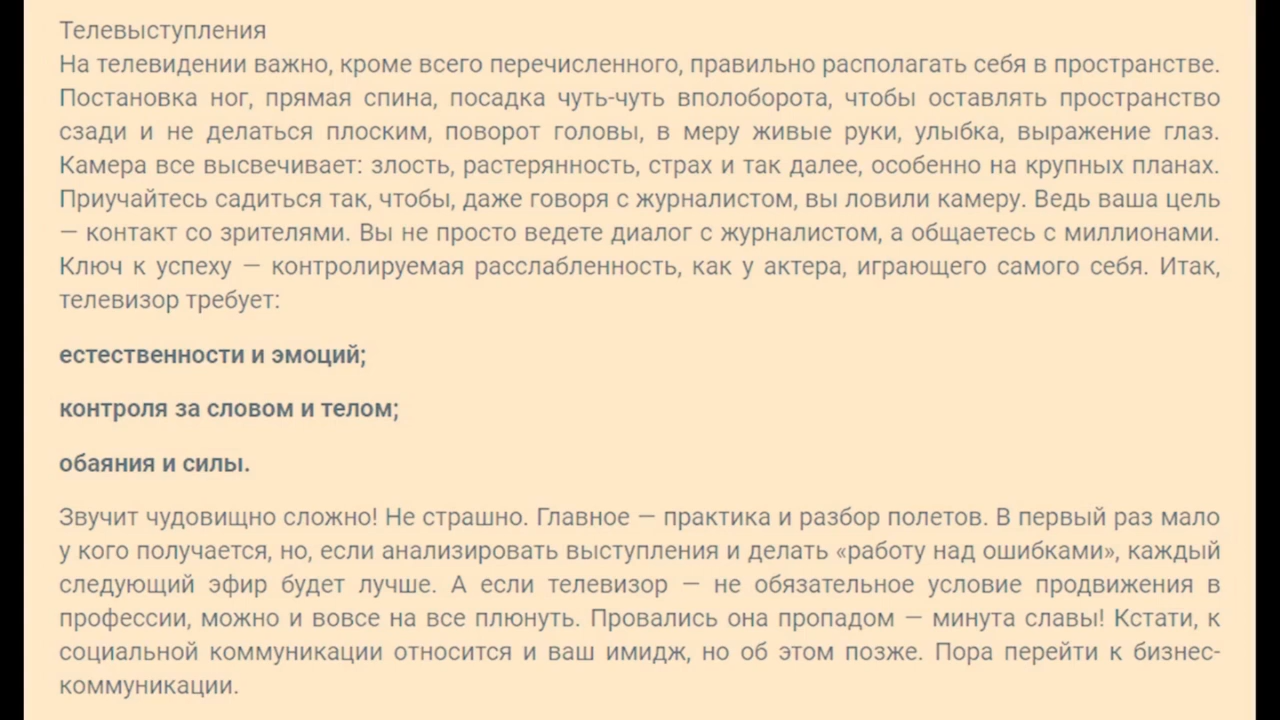 Телевыступления
На телевидении важно, кроме всего перечисленного, правильно располагать себя в пространстве.
Постановка ног, прямая спина, посадка чуть-чуть вполоборота, чтобы оставлять пространство
сзади и не делаться плоским, поворот головы, в меру живые руки, улыбка, выражение глаз.
Камера все высвечивает: злость, растерянность, страх и так далее, особенно на крупных планах.
Приучайтесь садиться так, чтобы, даже говоря с журналистом, вы ловили камеру. Ведь ваша цель
— контакт со зрителями. Вы не просто ведете диалог с журналистом, а общаетесь с миллионами.
Ключ к успеху — контролируемая расслабленность, как у актера, играющего самого себя. Итак,
телевизор требует:
естественности и эмоций;
контроля за словом и телом;
обаяния и силы.
Звучит чудовищно сложно! Не страшно. Главное — практика и разбор полетов. В первый раз мало
у кого получается, но, если анализировать выступления и делать «работу над ошибками», каждый
следующий эфир будет лучше. А если телевизор — не обязательное условие продвижения в
профессии, можно и вовсе на все плюнуть. Провались она пропадом — минута славы! Кстати, к
социальной коммуникации относится и ваш имидж, но об этом позже. Пора перейти к бизнес-
коммуникации.